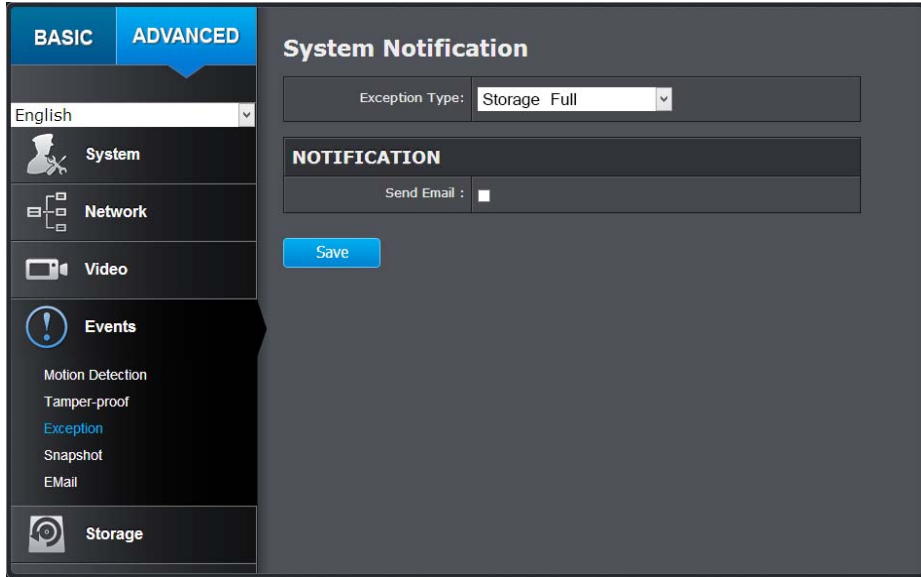 BASIC
ADVANCED
English
System
Network
Video
Events
Motion Detection
Tamper-proof
Exception
Snapshot
EMail
Storage
System Notification
Exception Type: Storage Full
NOTIFICATION
Send Email :
Save